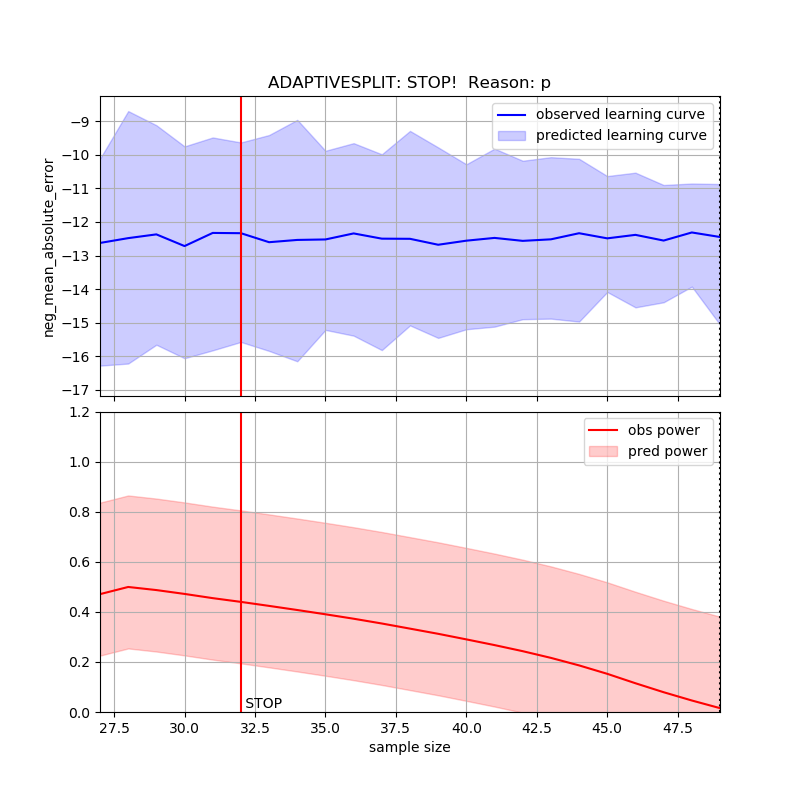 ADAPTIVESPLIT: STOP!  Reason: p
observed learning curve
predicted learning curve
neg_mean_absolute_error
−9
−10
−11
−12
−13
−14
−15
−16
−17
obs power
pred power
1.2
1.0
0.8
0.6
0.4
0.2
0.0
STOP
27.5 30.0 32.5 35.0 37.5 40.0 42.5 45.0 47.5
sample size